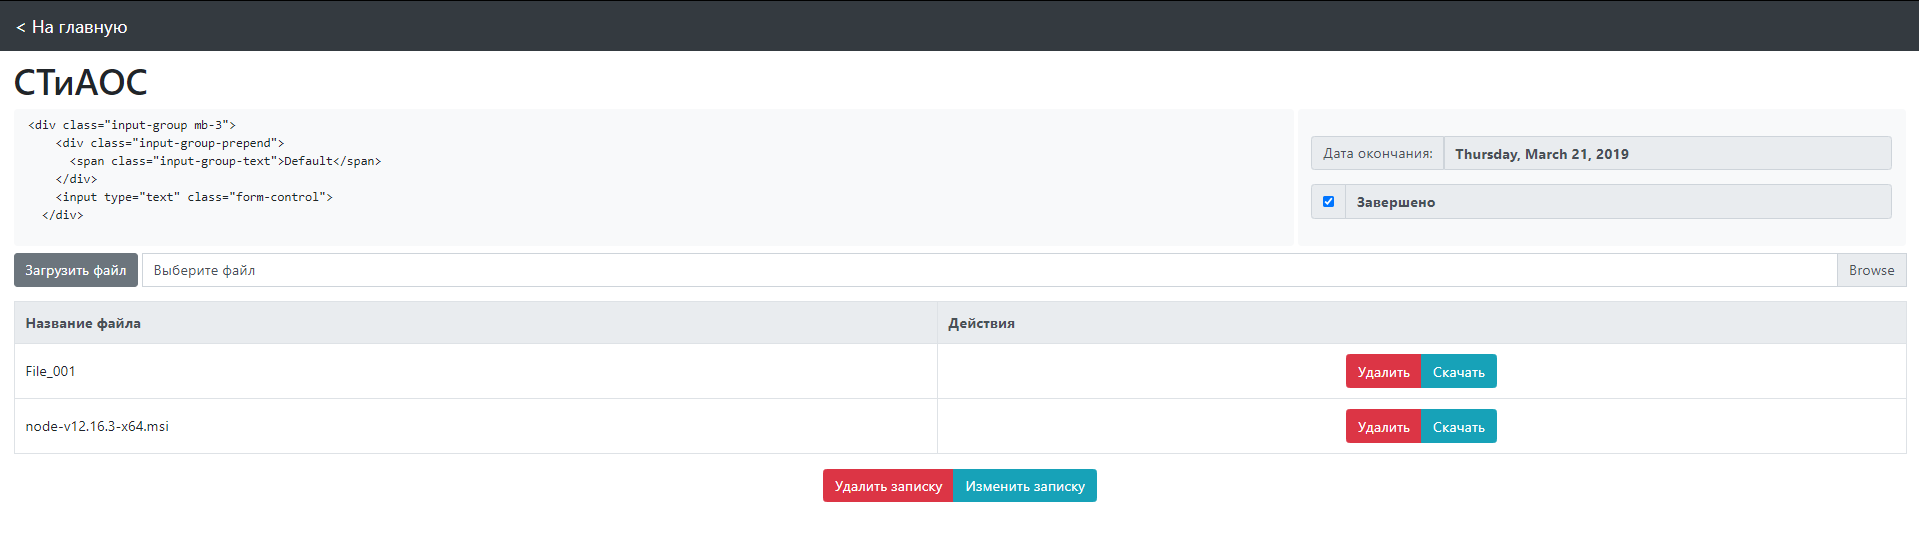 < На главную
СТиАОС
<div class="input-group mb-3">
<div class="input-group-prepend">
<span class="input-group-text">Default</span>
</div>
<input type="text" class="form-control">
</div>
Дата окончания: Thursday, March 21, 2019
Завершено
Загрузить файл Выберите файл Browse
Название файла Действия
File_001 Удалить Скачать
node-v12.16.3-x64.msi Удалить Скачать
Удалить записку Изменить записку